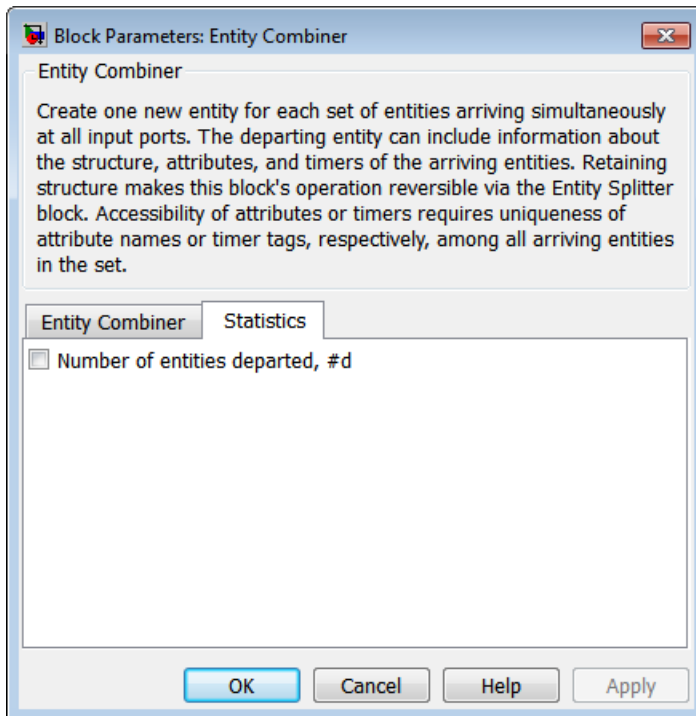 Block Parameters: Entity Combiner
Entity Combiner
Create one new entity for each set of entities arriving simultaneously
at all input ports. The departing entity can include information about
the structure, attributes, and timers of the arriving entities. Retaining
structure makes this block's operation reversible via the Entity Splitter
block. Accessibility of attributes or timers requires uniqueness of
attribute names or timer tags, respectively, among all arriving entities
in the set.
Entity Combiner Statistics
Number of entities departed, #d
OK Cancel Help Apply